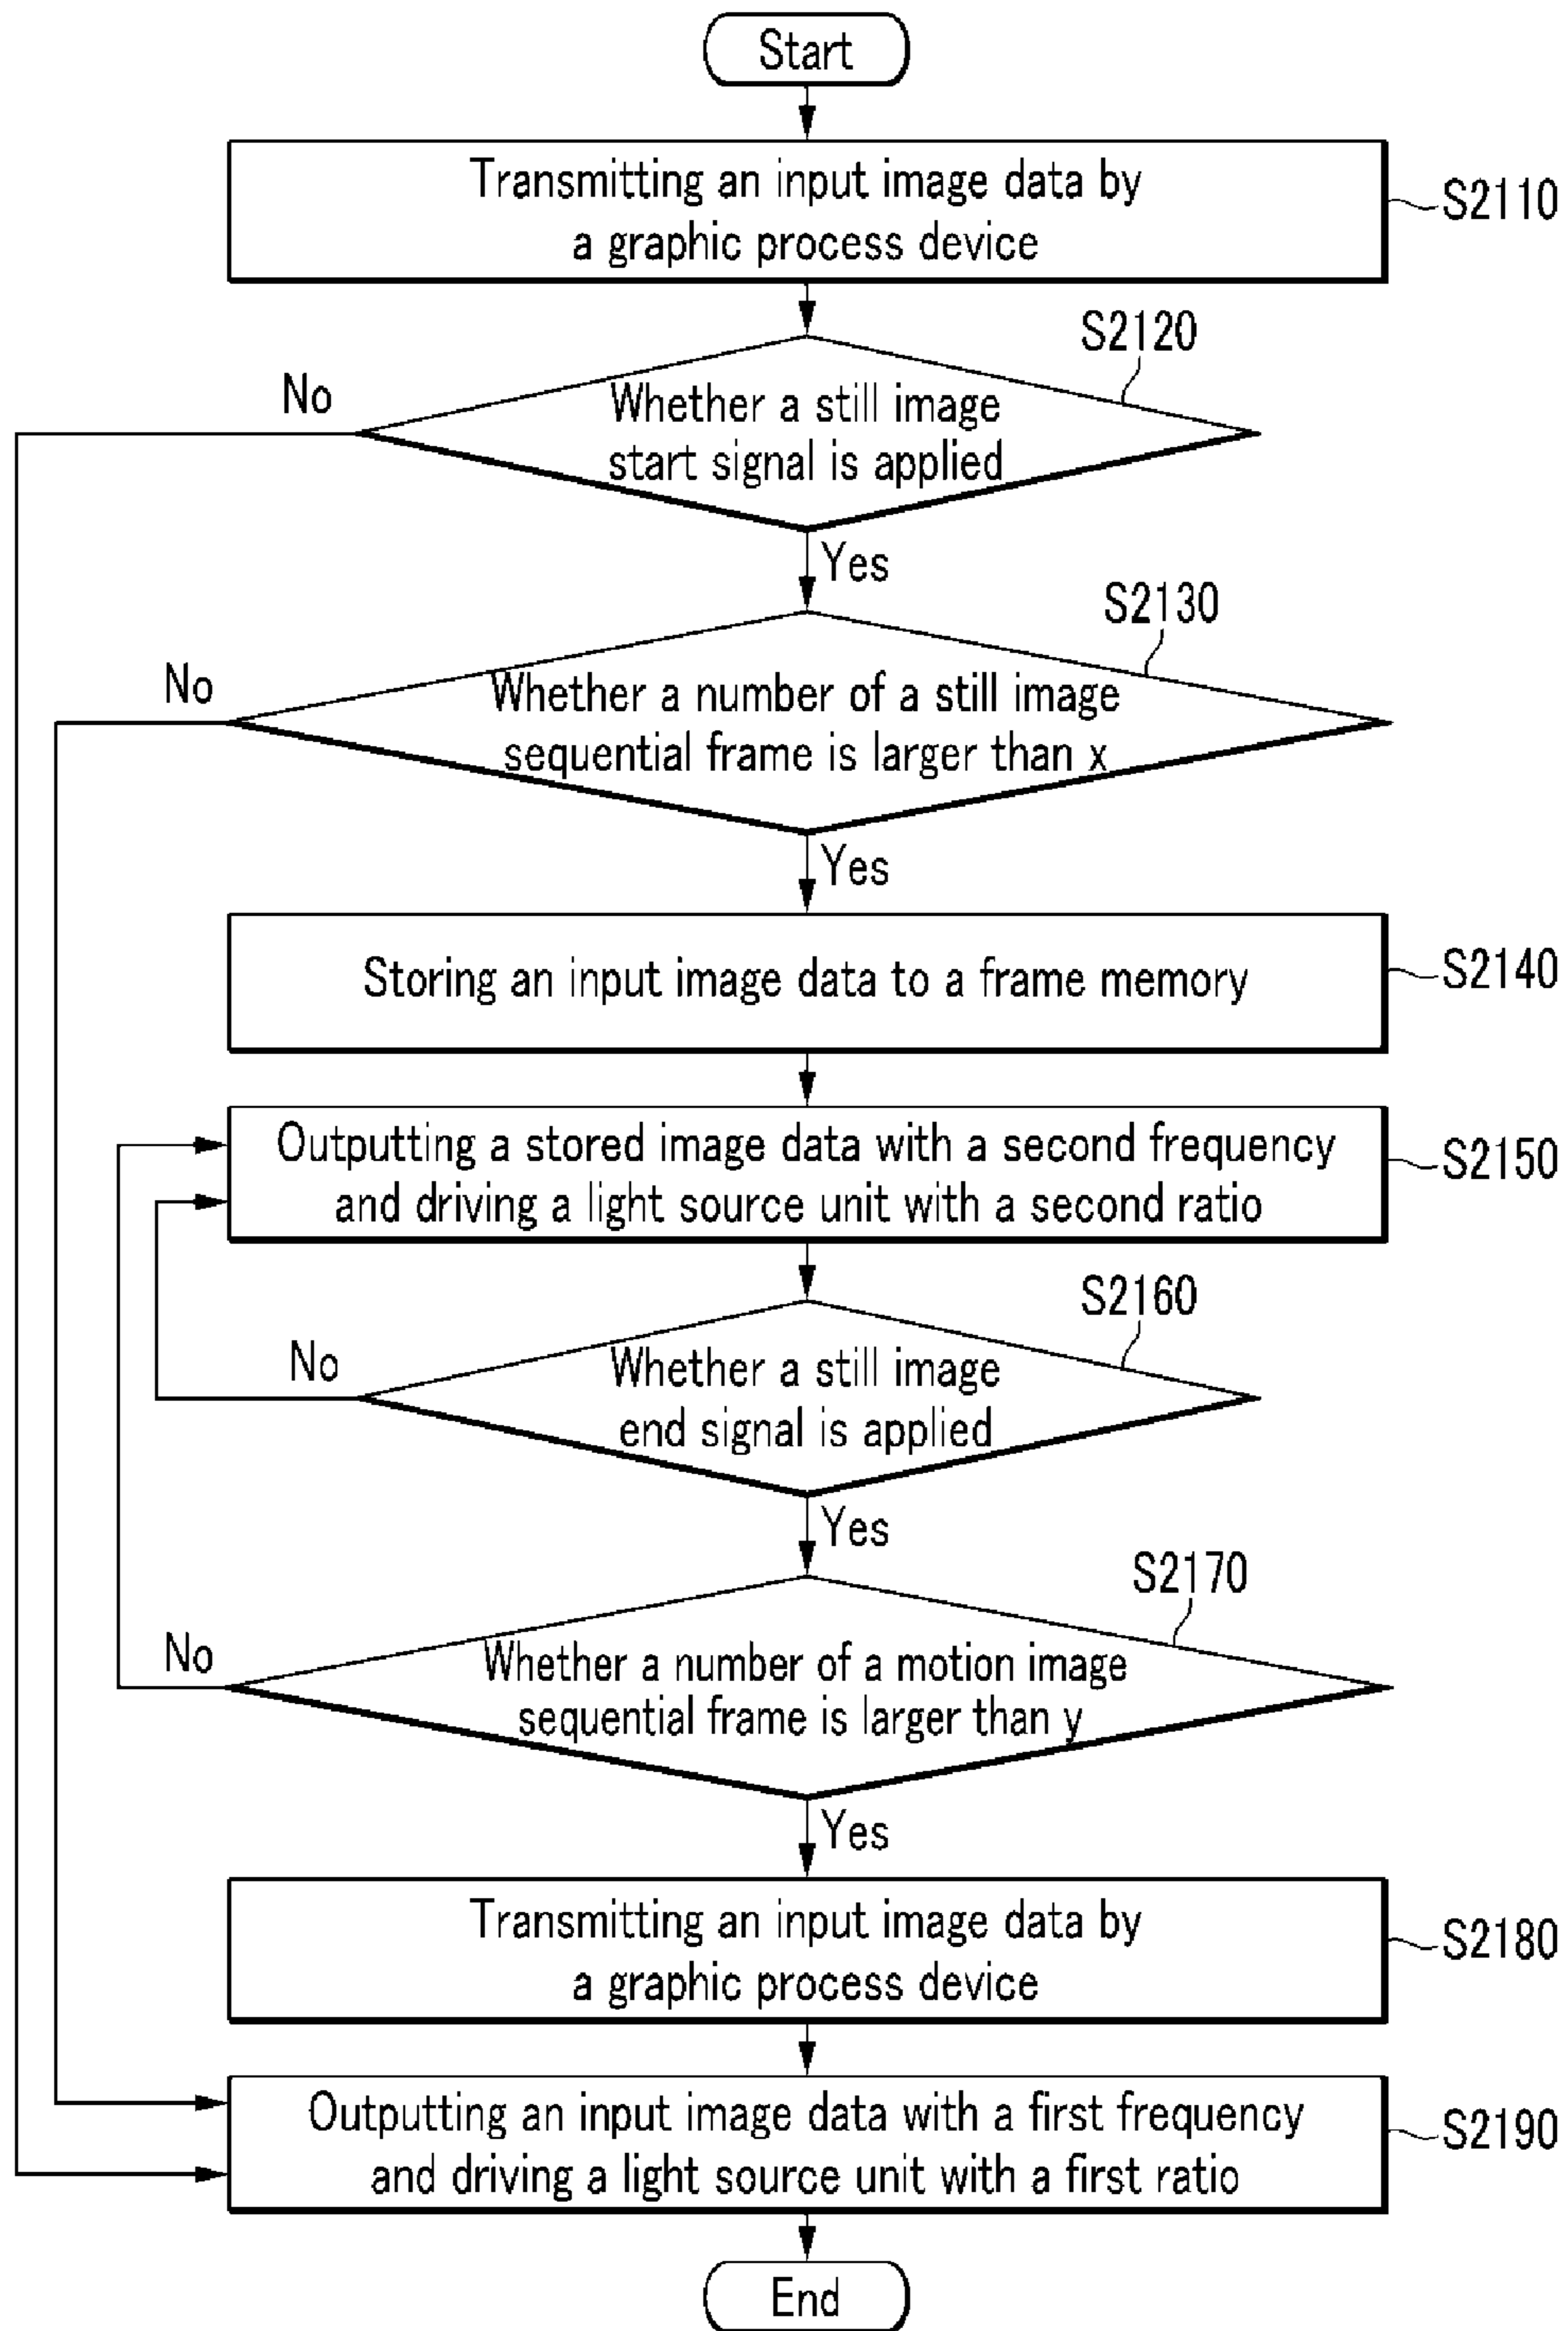 Start
Transmitting an input image data by
a graphic process device
S2110
S2120
No
Whether a still image
start signal is applied
Yes
S2130
No
Whether a number of a still image
sequential frame is larger than x
Yes
Storing an input image data to a frame memory
S2140
Outputting a stored image data with a second frequency
and driving a light source unit with a second ratio
S2150
S2160
No
Whether a still image
end signal is applied
Yes
S2170
No
Whether a number of a motion image
sequential frame is larger than y
Yes
Transmitting an input image data by
a graphic process device
S2180
Outputting an input image data with a first frequency
and driving a light source unit with a first ratio
S2190
End